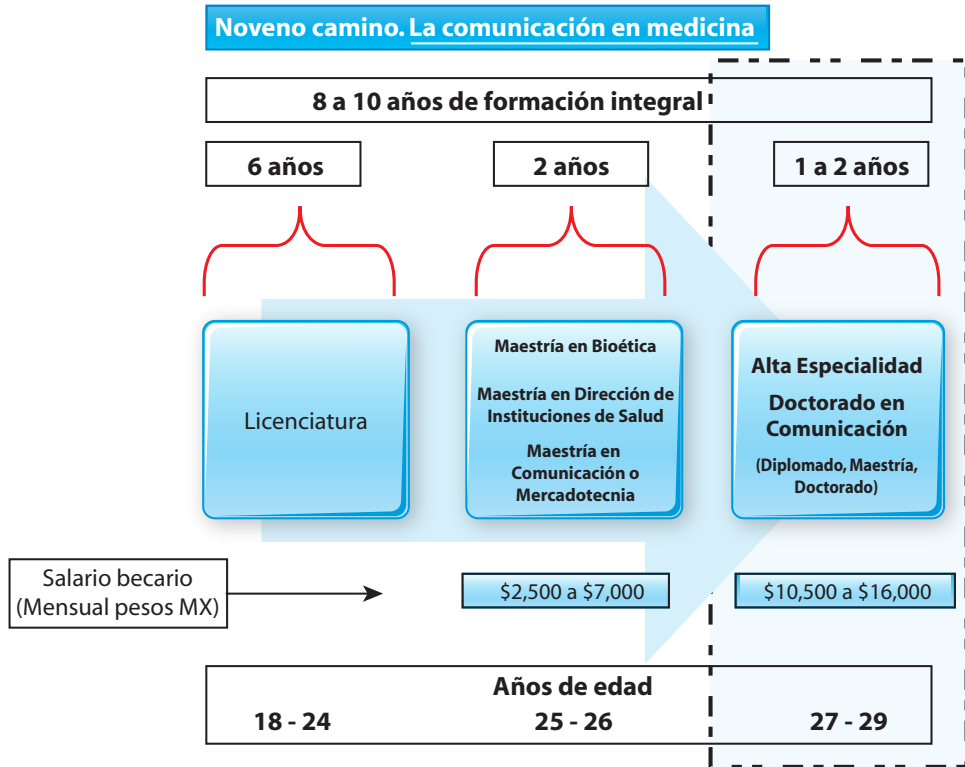 Noveno camino. La comunicación en medicina
8 a 10 años de formación integral
6 años
2 años
1 a 2 años
Licenciatura
Maestría en Bioética
Maestría en Dirección de
Instituciones de Salud
Maestría en
Comunicación o
Mercadotecnia
Alta Especialidad
Doctorado en
Comunicación
(Diplomado, Maestría,
Doctorado)
Salario becario
(Mensual pesos MX)
$2,500 a $7,000
$10,500 a $16,000
Años de edad
18 - 24
25 - 26
27 - 29